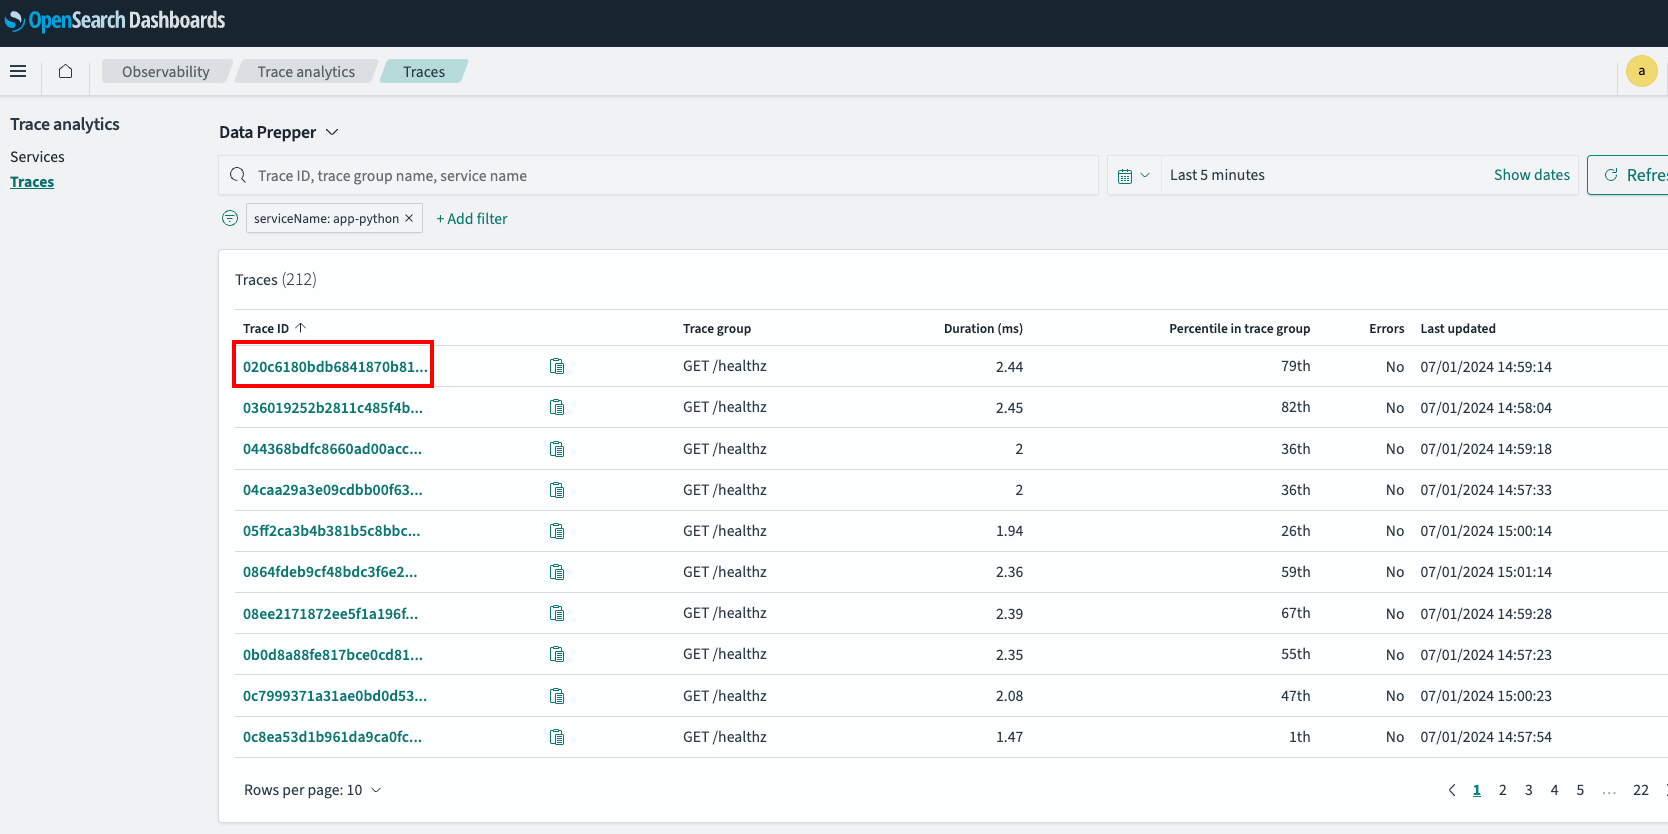 OpenSearch Dashboards
Observability Trace analytics Traces a
Trace analytics
Services
Traces
Data Prepper
Trace ID, trace group name, service name Last 5 minutes Show dates Refres
serviceName: app-python × + Add filter
Traces (212)
Trace ID ↑ Trace group Duration (ms) Percentile in trace group Errors Last updated
020c6180bdb6841870b81... GET /healthz 2.44 79th No 07/01/2024 14:59:14
036019252b2811c485f4b... GET /healthz 2.45 82th No 07/01/2024 14:58:04
044368bdfc8660ad00acc... GET /healthz 2 36th No 07/01/2024 14:59:18
04caa29a3e09cdbb00f63... GET /healthz 2 36th No 07/01/2024 14:57:33
05ff2ca3b4b381b5c8bbc... GET /healthz 1.94 26th No 07/01/2024 15:00:14
0864fdeb9cf48bdc3f6e2... GET /healthz 2.36 59th No 07/01/2024 15:01:14
08ee2171872ee5f1a196f... GET /healthz 2.39 67th No 07/01/2024 14:59:28
0b0d8a88fe817bce0cd81... GET /healthz 2.35 55th No 07/01/2024 14:57:23
0c7999371a31ae0bd0d53... GET /healthz 2.08 47th No 07/01/2024 15:00:23
0c8ea53d1b961da9ca0fc... GET /healthz 1.47 1th No 07/01/2024 14:57:54
Rows per page: 10 1 2 3 4 5 ... 22